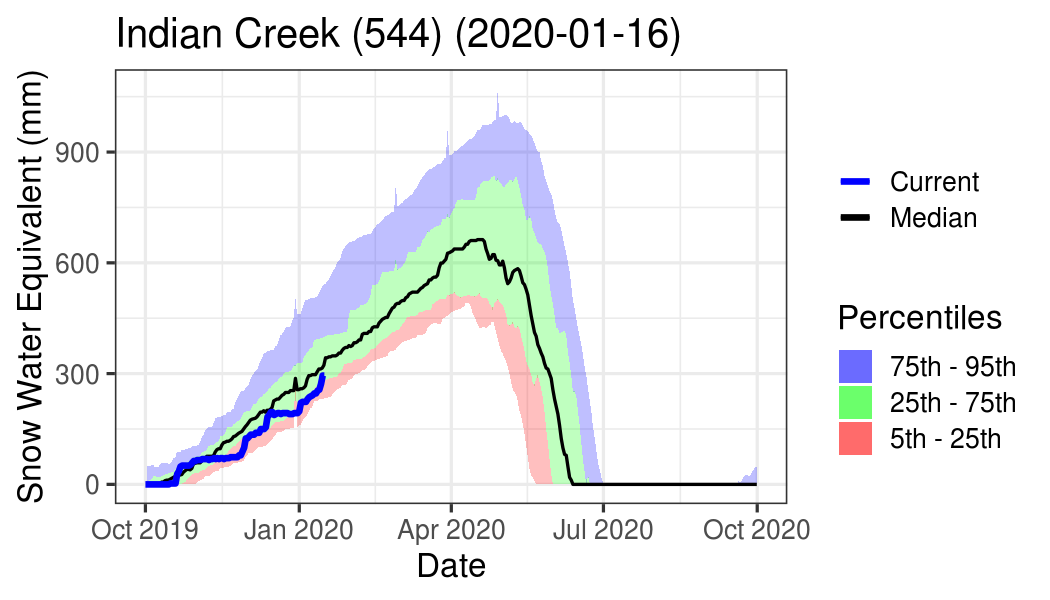 Indian Creek (544) (2020-01-16)
Snow Water Equivalent (mm)
900
600
300
0
Oct 2019
Jan 2020
Apr 2020
Jul 2020
Oct 2020
Date
Current
Median
Percentiles
75th - 95th
25th - 75th
5th - 25th